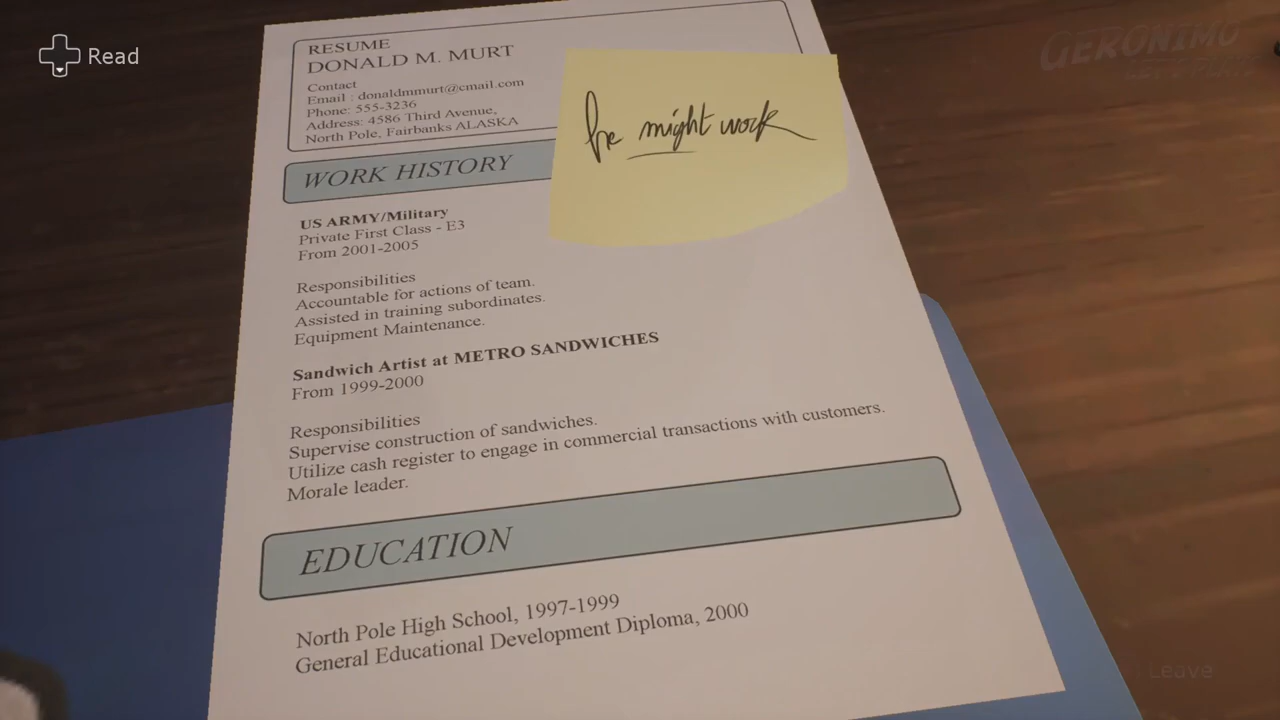 Read
GERONIMO
RESUME
DONALD M. MURT
Contact
Email : donaldmmurt@cmail.com
Phone: 555-3236
Address: 4586 Third Avenue,
North Pole, Fairbanks ALASKA
he might work
WORK HISTORY
US ARMY/Military
Private First Class - E3
From 2001-2005
Responsibilities
Accountable for actions of team.
Assisted in training subordinates.
Equipment Maintenance.
Sandwich Artist at METRO SANDWICHES
From 1999-2000
Responsibilities
Supervise construction of sandwiches.
Utilize cash register to engage in commercial transactions with customers.
Morale leader.
EDUCATION
North Pole High School, 1997-1999
General Educational Development Diploma, 2000
Leave